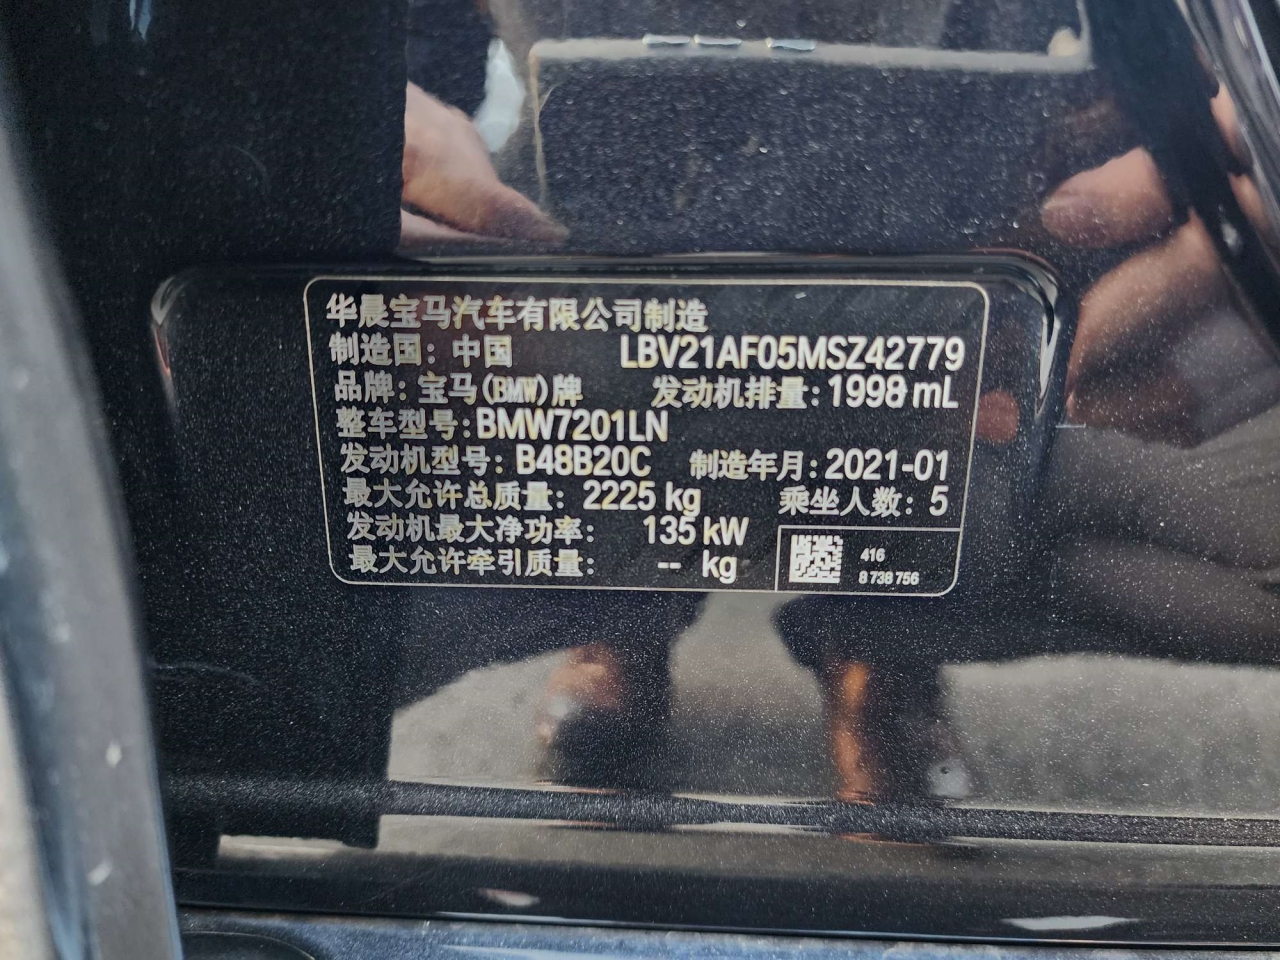 华晨宝马汽车有限公司制造
制造国：中国 LBV21AF05MSZ42779
品牌：宝马(BMW)牌 发动机排量：1998 mL
整车型号：BMW7201LN
发动机型号：B48B20C 制造年月：2021-01
最大允许总质量：2225 kg 乘坐人数：5
发动机最大净功率：135 kW
最大允许牵引质量：-- kg
416
8 738 756